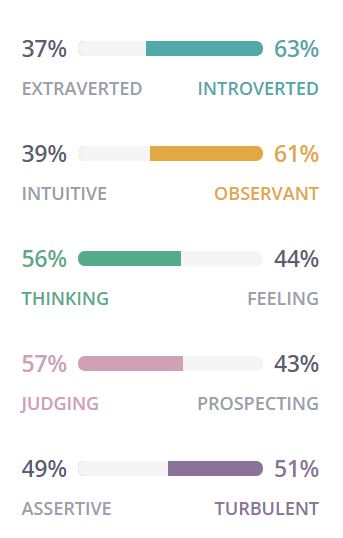 37% 63%
EXTRAVERTED INTROVERTED
39% 61%
INTUITIVE OBSERVANT
56% 44%
THINKING FEELING
57% 43%
JUDGING PROSPECTING
49% 51%
ASSERTIVE TURBULENT